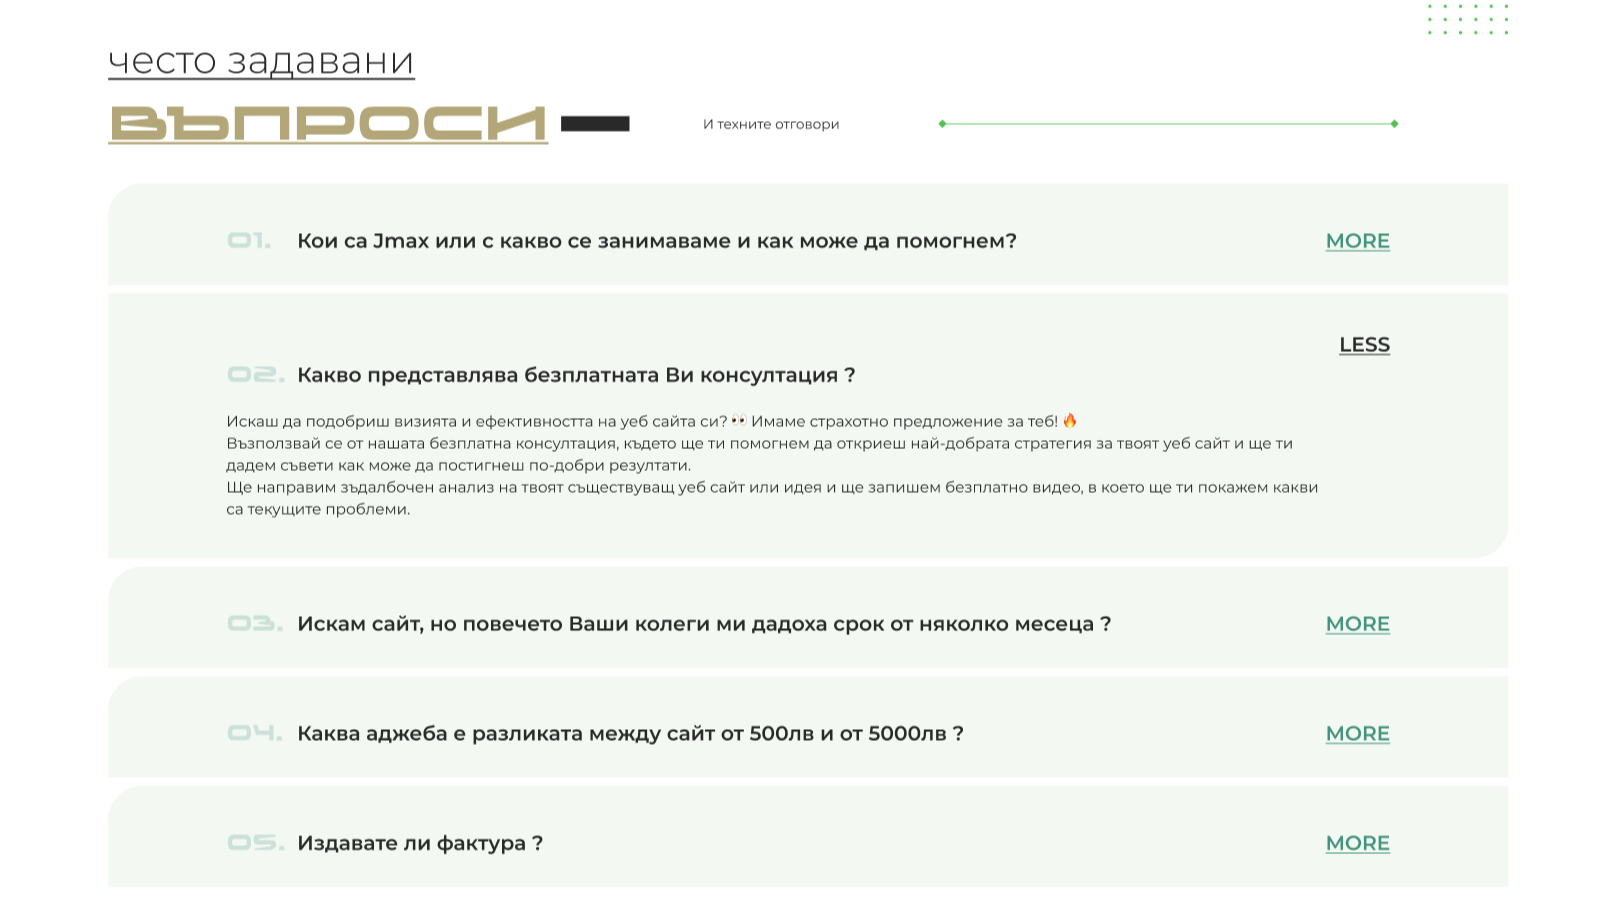 често задавани
ВЪПРОСИ
И техните отговори
01. Кои са Jmax или с какво се занимаваме и как може да помогнем? MORE
LESS
02. Какво представлява безплатната Ви консултация ?
Искаш да подобриш визията и ефективността на уеб сайта си? 👀 Имаме страхотно предложение за теб! 🔥
Възползвай се от нашата безплатна консултация, където ще ти помогнем да откриеш най-добрата стратегия за твоят уеб сайт и ще ти
дадем съвети как може да постигнеш по-добри резултати.
Ще направим зъдалбочен анализ на твоят съществуващ уеб сайт или идея и ще запишем безплатно видео, в което ще ти покажем какви
са текущите проблеми.
03. Искам сайт, но повечето Ваши колеги ми дадоха срок от няколко месеца ? MORE
04. Каква аджеба е разликата между сайт от 500лв и от 5000лв ? MORE
05. Издавате ли фактура ? MORE